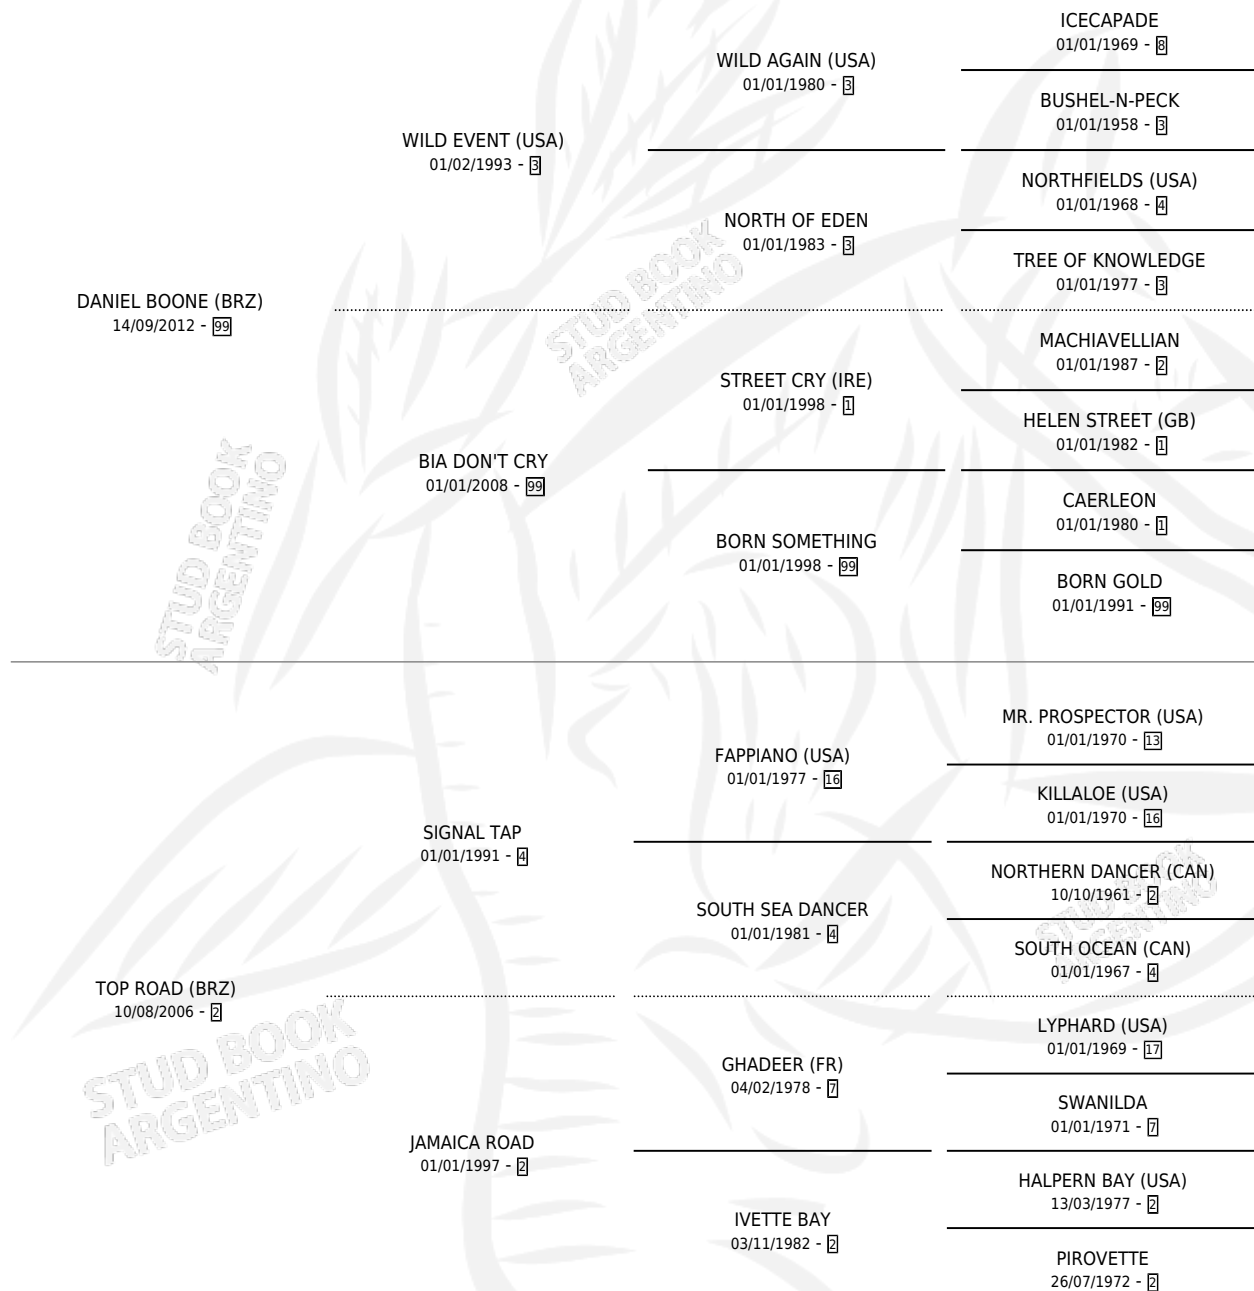 ICECAPADE
01/01/1969 - 8
WILD AGAIN (USA)
01/01/1980 - 3
BUSHEL-N-PECK
01/01/1958 - 3
WILD EVENT (USA)
01/02/1993 - 3
NORTHFIELDS (USA)
01/01/1968 - 4
NORTH OF EDEN
01/01/1983 - 3
TREE OF KNOWLEDGE
01/01/1977 - 3
DANIEL BOONE (BRZ)
14/09/2012 - 99
MACHIAVELLIAN
01/01/1987 - 2
STREET CRY (IRE)
01/01/1998 - 1
HELEN STREET (GB)
01/01/1982 - 1
BIA DON'T CRY
01/01/2008 - 99
CAERLEON
01/01/1980 - 1
BORN SOMETHING
01/01/1998 - 99
BORN GOLD
01/01/1991 - 99
MR. PROSPECTOR (USA)
01/01/1970 - 13
FAPPIANO (USA)
01/01/1977 - 16
KILLALOE (USA)
01/01/1970 - 16
SIGNAL TAP
01/01/1991 - 4
NORTHERN DANCER (CAN)
10/10/1961 - 2
SOUTH SEA DANCER
01/01/1981 - 4
SOUTH OCEAN (CAN)
01/01/1967 - 4
TOP ROAD (BRZ)
10/08/2006 - 2
LYPHARD (USA)
01/01/1969 - 17
GHADEER (FR)
04/02/1978 - 7
SWANILDA
01/01/1971 - 7
JAMAICA ROAD
01/01/1997 - 2
HALPERN BAY (USA)
13/03/1977 - 2
IVETTE BAY
03/11/1982 - 2
PIROVETTE
26/07/1972 - 2
STUD BOOK
ARGENTINO
STUD BOOK
ARGENTINO
STUD BOOK
ARGENTINO
STUD BOOK
ARGENTINO